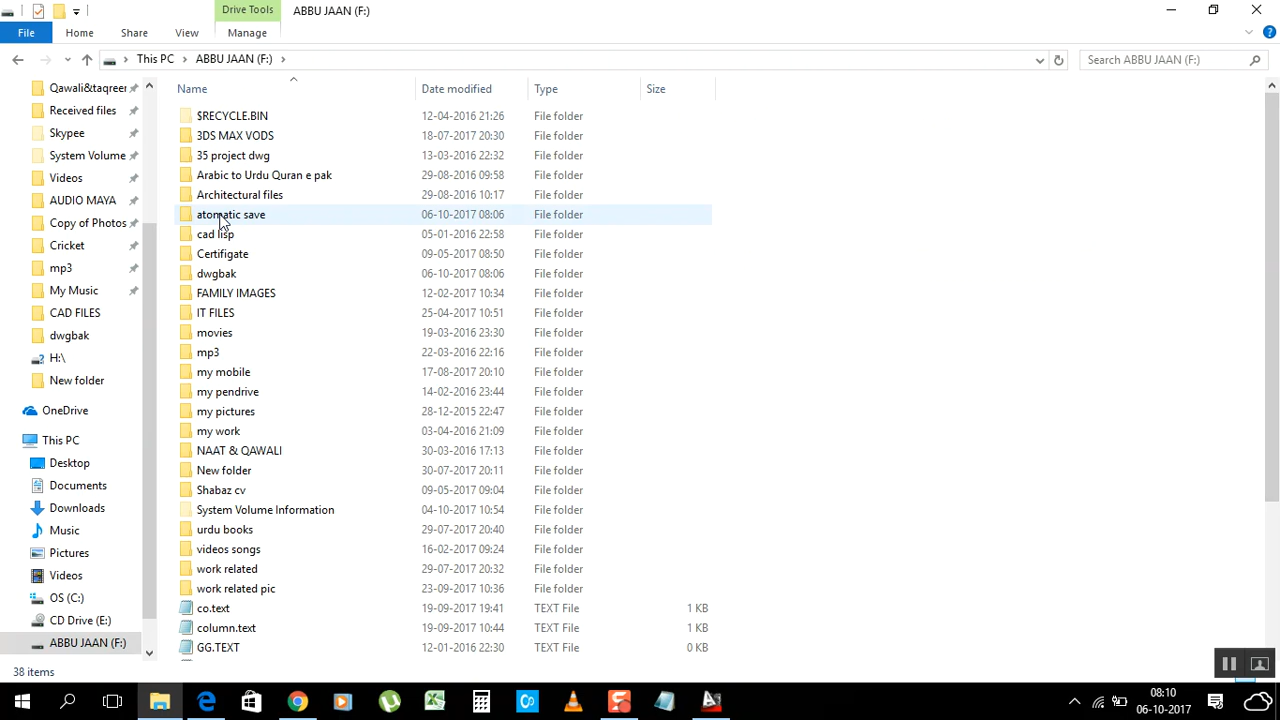 Drive Tools
ABBU JAAN (F:)
File
Home
Share
View
Manage
This PC
ABBU JAAN (F:)
Search ABBU JAAN (F:)
Qawali&taqreer
Received files
Skypee
System Volume
Videos
AUDIO MAYA
Copy of Photos
Cricket
mp3
My Music
CAD FILES
dwgbak
H:\
New folder
OneDrive
This PC
Desktop
Documents
Downloads
Music
Pictures
Videos
OS (C:)
CD Drive (E:)
ABBU JAAN (F:)
Name Date modified Type Size
$RECYCLE.BIN 12-04-2016 21:26 File folder
3DS MAX VODS 18-07-2017 20:30 File folder
35 project dwg 13-03-2016 22:32 File folder
Arabic to Urdu Quran e pak 29-08-2016 09:58 File folder
Architectural files 29-08-2016 10:17 File folder
atomatic save 06-10-2017 08:06 File folder
cad lisp 05-01-2016 22:58 File folder
Certifigate 09-05-2017 08:50 File folder
dwgbak 06-10-2017 08:06 File folder
FAMILY IMAGES 12-02-2017 10:34 File folder
IT FILES 25-04-2017 10:51 File folder
movies 19-03-2016 23:30 File folder
mp3 22-03-2016 22:16 File folder
my mobile 17-08-2017 20:10 File folder
my pendrive 14-02-2016 23:44 File folder
my pictures 28-12-2015 22:47 File folder
my work 03-04-2016 21:09 File folder
NAAT & QAWALI 30-03-2016 17:13 File folder
New folder 30-07-2017 20:11 File folder
Shabaz cv 09-05-2017 09:04 File folder
System Volume Information 04-10-2017 10:54 File folder
urdu books 29-07-2017 20:40 File folder
videos songs 16-02-2017 09:24 File folder
work related 29-07-2017 20:32 File folder
work related pic 23-09-2017 10:36 File folder
co.text 19-09-2017 19:41 TEXT File 1 KB
column.text 19-09-2017 10:44 TEXT File 1 KB
GG.TEXT 12-01-2016 22:30 TEXT File 0 KB
38 items
08:10
06-10-2017